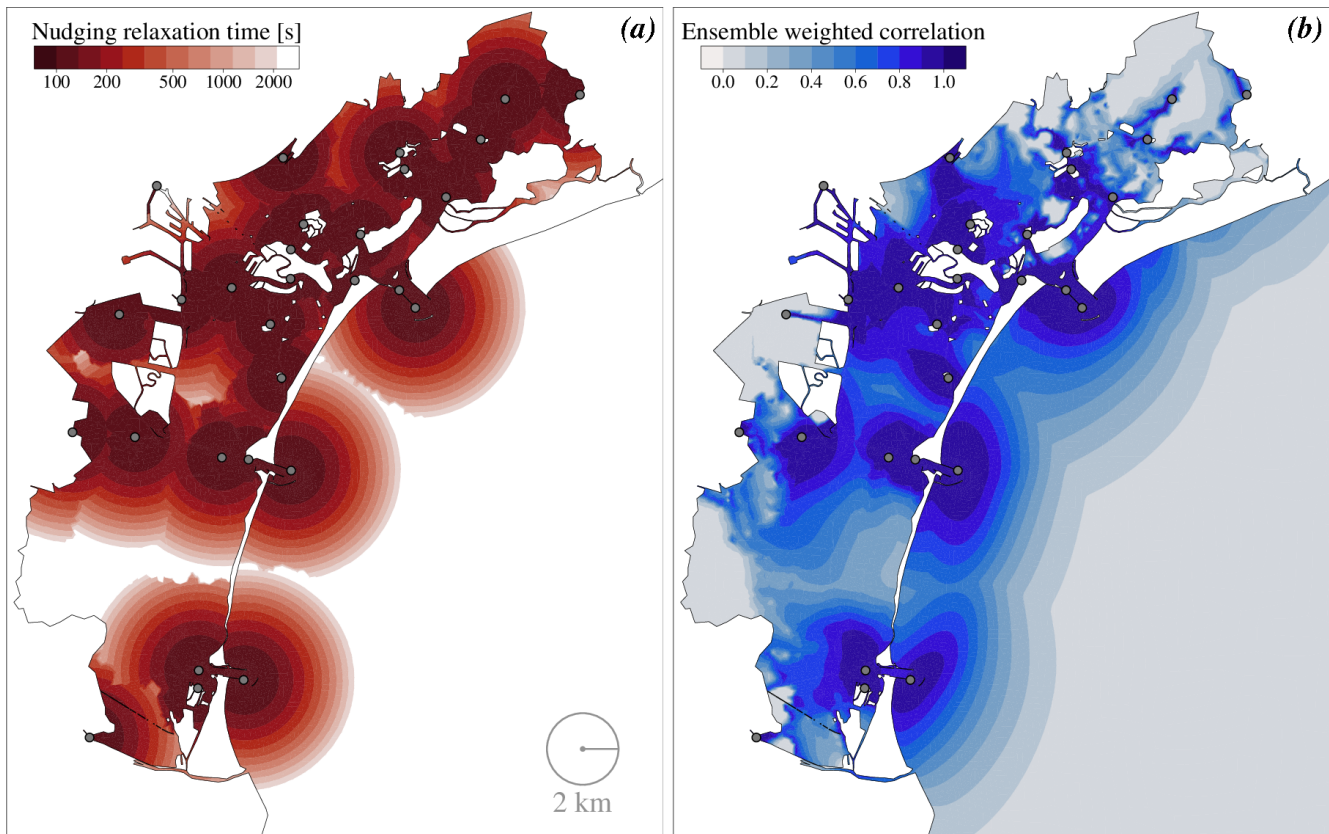 Nudging relaxation time [s]
100 200 500 1000 2000
(a)
2 km
Ensemble weighted correlation
0.0 0.2 0.4 0.6 0.8 1.0
(b)